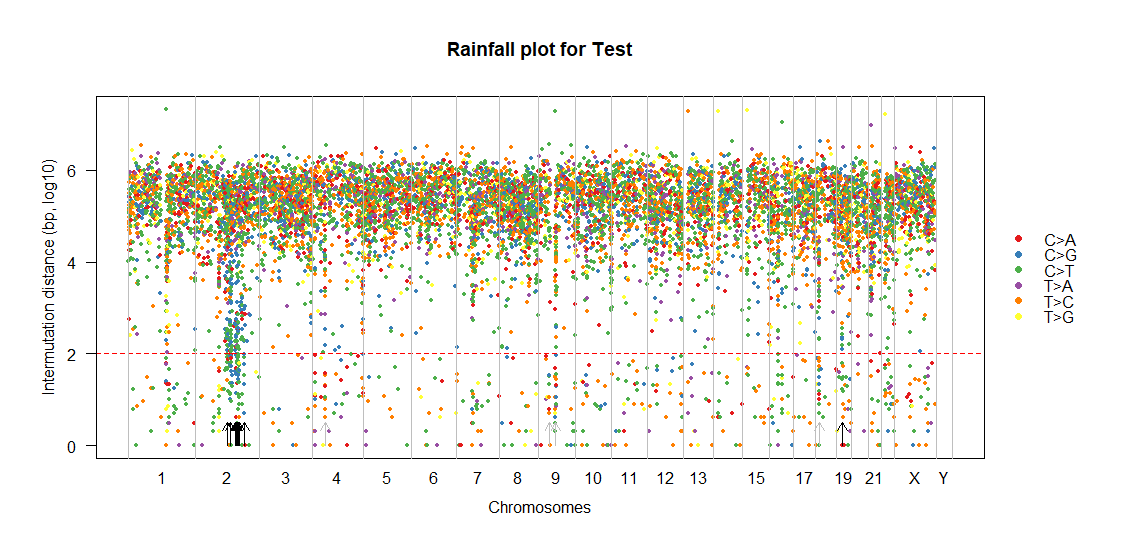 Rainfall plot for Test
Intermutation distance (bp, log10)
6
4
2
0
1 2 3 4 5 6 7 8 9 10 11 12 13 15 17 19 21 X Y
Chromosomes
C>A
C>G
C>T
T>A
T>C
T>G